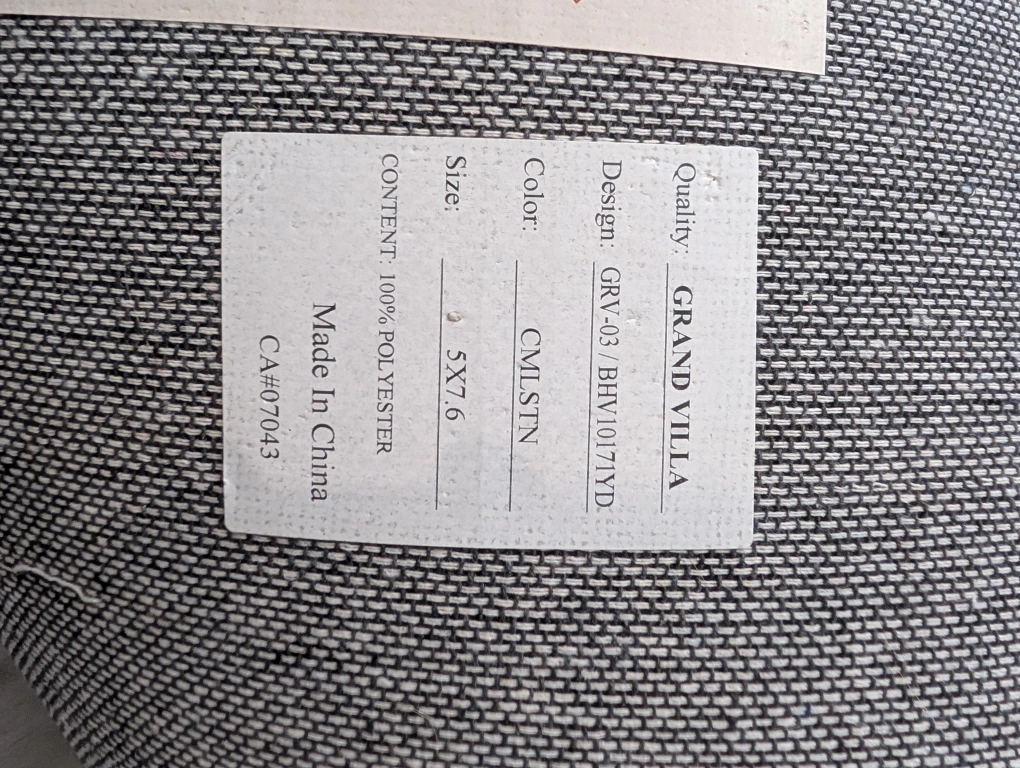 Quality: GRAND VILLA
Design: GRV-03 / BHV10171YD
Color: CMLSTN
Size: 5X7.6
CONTENT: 100% POLYESTER
Made In China
CA#07043